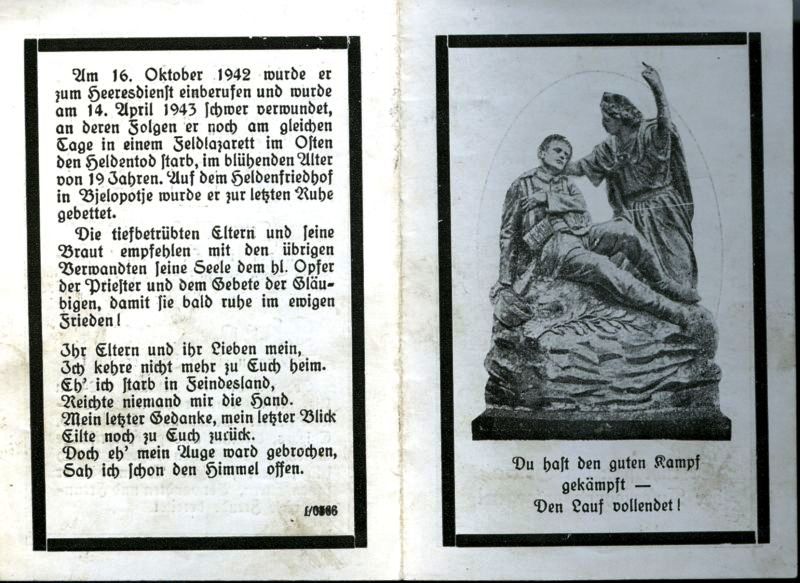 Am 16. Oktober 1942 wurde er
zum Heeresdienst einberufen und wurde
am 14. April 1943 schwer verwundet,
an deren Folgen er noch am gleichen
Tage in einem Feldlazarett im Osten
den Heldentod starb, im blühenden Alter
von 19 Jahren. Auf dem Heldenfriedhof
in Bjelopotje wurde er zur letzten Ruhe
gebettet.
Die tiefbetrübten Eltern und seine
Braut empfehlen mit den übrigen
Verwandten seine Seele dem hl. Opfer
der Priester und dem Gebete der Gläu-
bigen, damit sie bald ruhe im ewigen
Frieden!
Ihr Eltern und ihr Lieben mein,
Ich kehre nicht mehr zu Euch heim.
Eh' ich starb in Feindesland,
Reichte niemand mir die Hand.
Mein letzter Gedanke, mein letzter Blick
Eilte noch zu Euch zurück.
Doch eh' mein Auge ward gebrochen,
Sah ich schon den Himmel offen.
Du hast den guten Kampf
gekämpft —
Den Lauf vollendet!